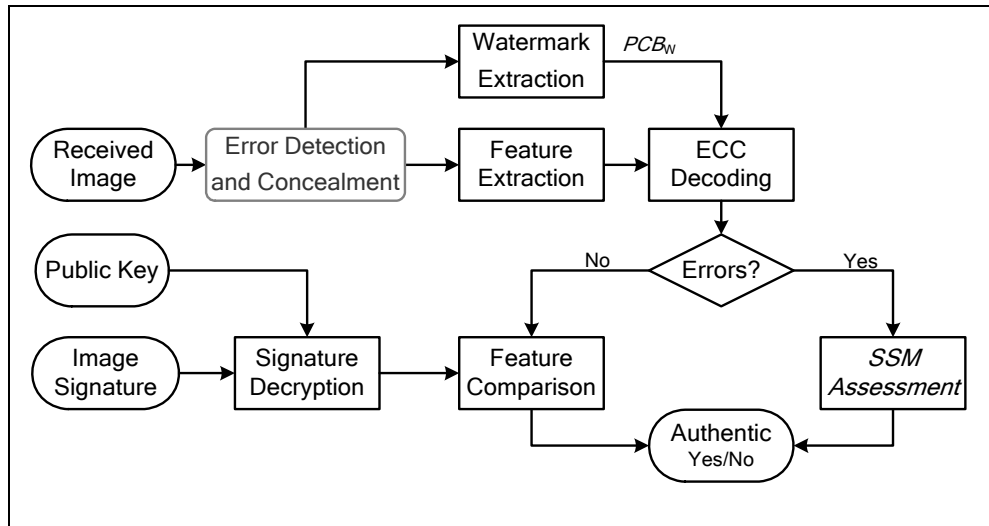 Watermark
Extraction
PCBW
Received
Image
Error Detection
and Concealment
Feature
Extraction
ECC
Decoding
Public Key
No
Errors?
Yes
Image
Signature
Signature
Decryption
Feature
Comparison
SSM
Assessment
Authentic
Yes/No